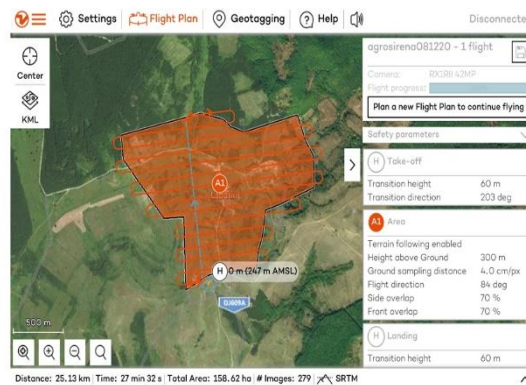 Settings
Flight Plan
Geotagging
? Help
Disconnecte
Center
KML
agrosirena081220 - 1 flight
Camera: RX1RII 42MP
Flight progress:
Plan a new Flight Plan to continue flying
Safety parameters
H Take-off
Transition height 60 m
Transition direction 203 deg
A1 Area
Terrain following enabled
Height above Ground 300 m
Ground sampling distance 4.0 cm/px
Flight direction 84 deg
Side overlap 70 %
Front overlap 70 %
H Landing
Transition height 60 m
A1
H 0 m (247 m AMSL)
DJ609A
500 m
Distance: 25.13 km Time: 27 min 32 s Total Area: 158.62 ha # Images: 279 SRTM